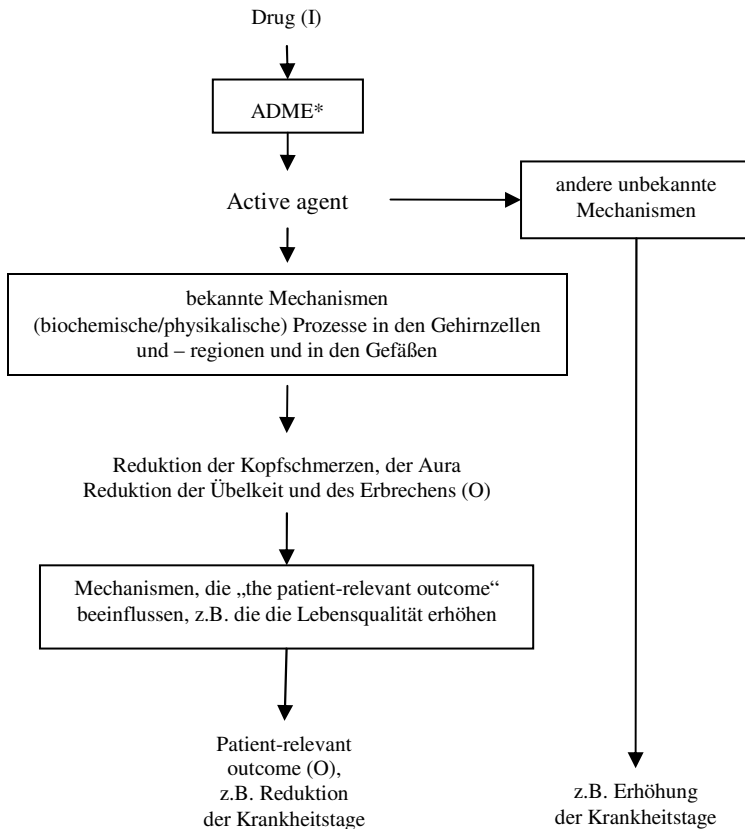 Drug (I)
ADME*
Active agent
andere unbekannte
Mechanismen
bekannte Mechanismen
(biochemische/physikalische) Prozesse in den Gehirnzellen
und – regionen und in den Gefäßen
Reduktion der Kopfschmerzen, der Aura
Reduktion der Übelkeit und des Erbrechens (O)
Mechanismen, die „the patient-relevant outcome“
beeinflussen, z.B. die die Lebensqualität erhöhen
Patient-relevant
outcome (O),
z.B. Reduktion
der Krankheitstage
z.B. Erhöhung
der Krankheitstage